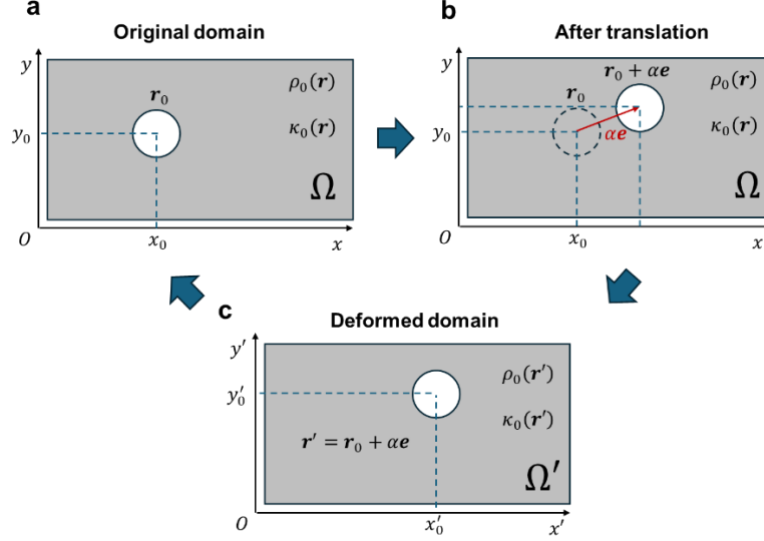 a
Original domain
y
r₀
ρ₀(r)
y₀
κ₀(r)
Ω
O
x₀
x
b
After translation
y
r₀ + αe
r₀
ρ₀(r)
y₀
αe
κ₀(r)
Ω
O
x₀
x
c
Deformed domain
y′
ρ₀(r′)
y′₀
κ₀(r′)
r′ = r₀ + αe
Ω′
O
x′₀
x′